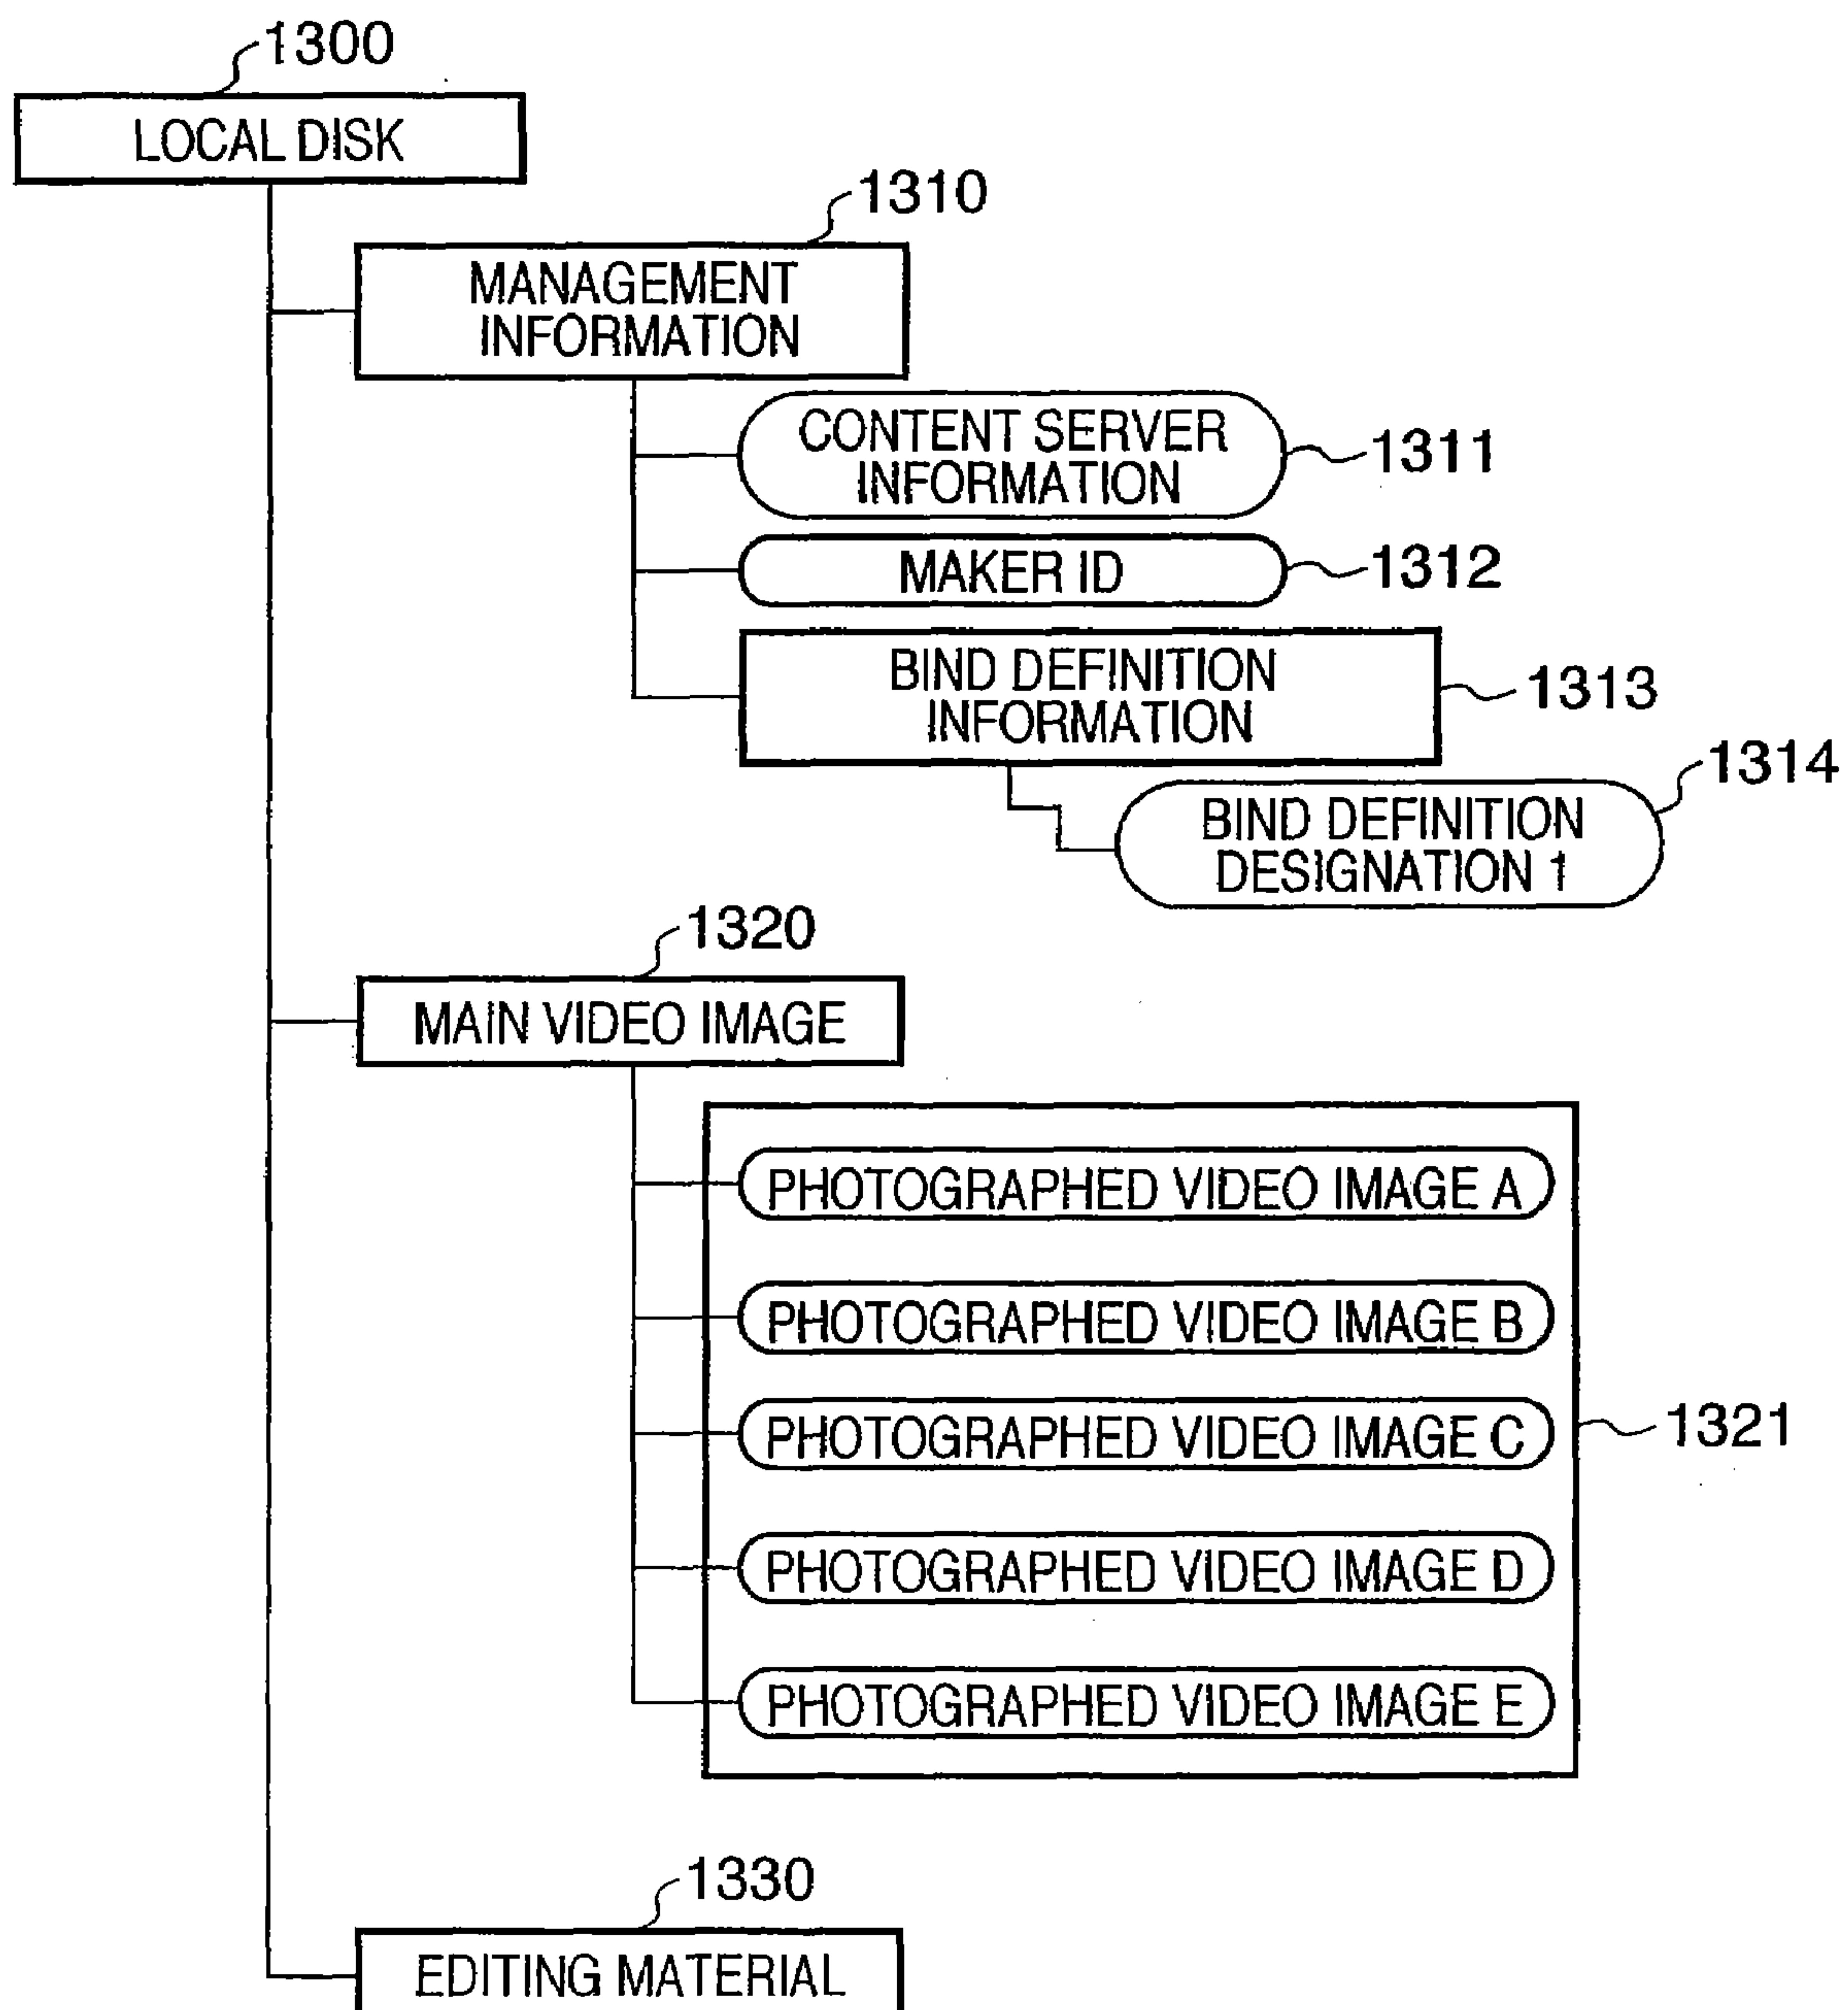 1300
LOCAL DISK
1310
MANAGEMENT
INFORMATION
CONTENT SERVER
INFORMATION
1311
MAKER ID
1312
BIND DEFINITION
INFORMATION
1313
1314
BIND DEFINITION
DESIGNATION 1
1320
MAIN VIDEO IMAGE
PHOTOGRAPHED VIDEO IMAGE A
PHOTOGRAPHED VIDEO IMAGE B
PHOTOGRAPHED VIDEO IMAGE C
1321
PHOTOGRAPHED VIDEO IMAGE D
PHOTOGRAPHED VIDEO IMAGE E
1330
EDITING MATERIAL